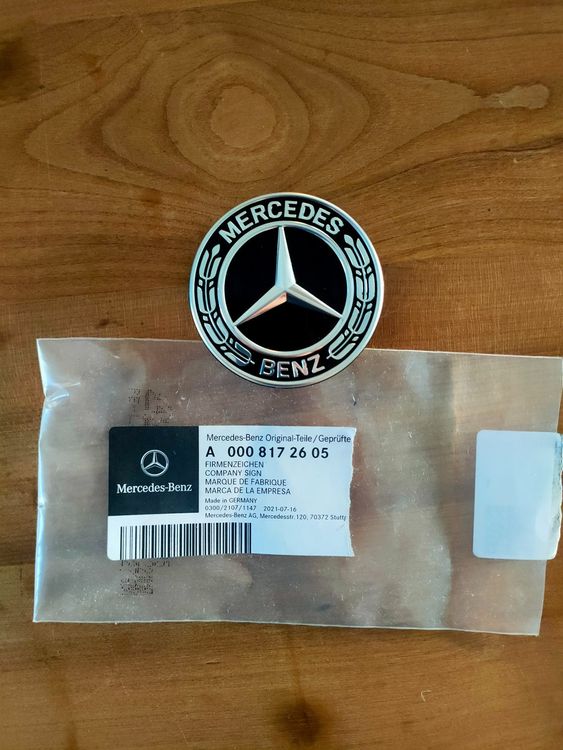 MERCEDES
BENZ
Mercedes-Benz
Mercedes-Benz Original-Teile/Geprüfte
A 000 817 26 05
FIRMENZEICHEN
COMPANY SIGN
MARQUE DE FABRIQUE
MARCA DE LA EMPRESA
Made in GERMANY
0300/2107/1147 2021-07-16
Mercedes-Benz AG, Mercedesstr.120, 70372 Stuttg